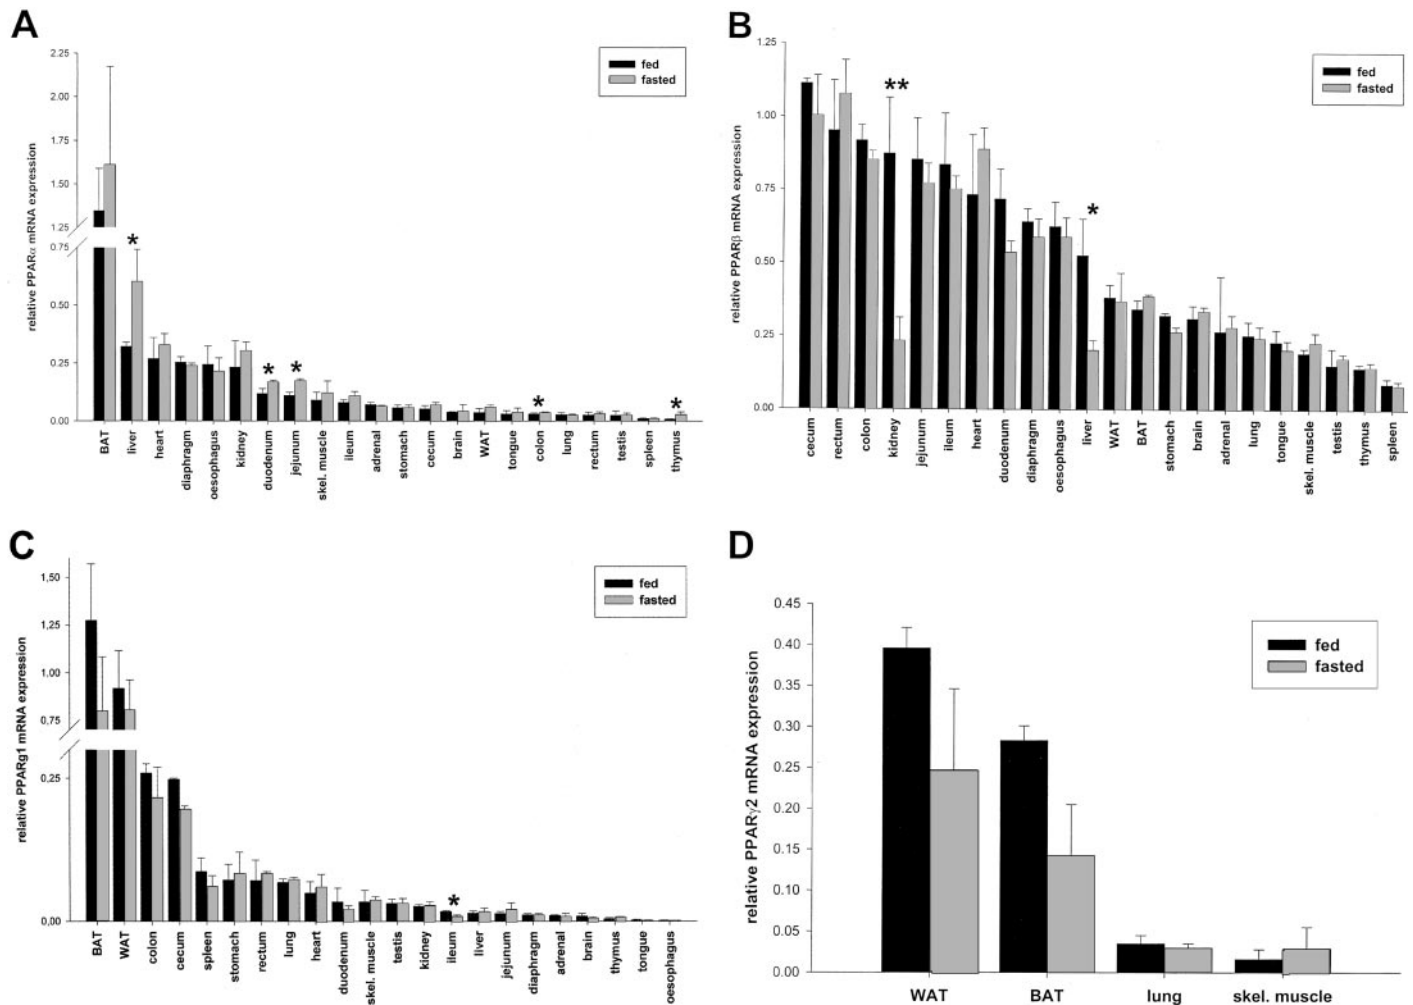 A
relative PPARα mRNA expression
2.25
2.00
1.75
1.50
1.25
0.75
0.50
0.25
0.00
fed
fasted
*
*
*
*
*
BAT
liver
heart
diaphragm
oesophagus
kidney
duodenum
jejunum
skel. muscle
ileum
adrenal
stomach
cecum
brain
WAT
tongue
colon
lung
rectum
testis
spleen
thymus
B
relative PPARβ mRNA expression
1.25
1.00
0.75
0.50
0.25
0.00
fed
fasted
**
*
cecum
rectum
colon
kidney
jejunum
ileum
heart
duodenum
diaphragm
oesophagus
liver
WAT
BAT
stomach
brain
adrenal
lung
tongue
skel. muscle
testis
thymus
spleen
C
relative PPARg1 mRNA expression
1,50
1,25
0,75
0,25
0,00
fed
fasted
*
BAT
WAT
colon
cecum
spleen
stomach
rectum
lung
heart
duodenum
skel. muscle
testis
kidney
ileum
liver
jejunum
diaphragm
adrenal
brain
thymus
tongue
oesophagus
D
relative PPARγ2 mRNA expression
0.45
0.40
0.35
0.30
0.25
0.20
0.15
0.10
0.05
0.00
fed
fasted
WAT
BAT
lung
skel. muscle